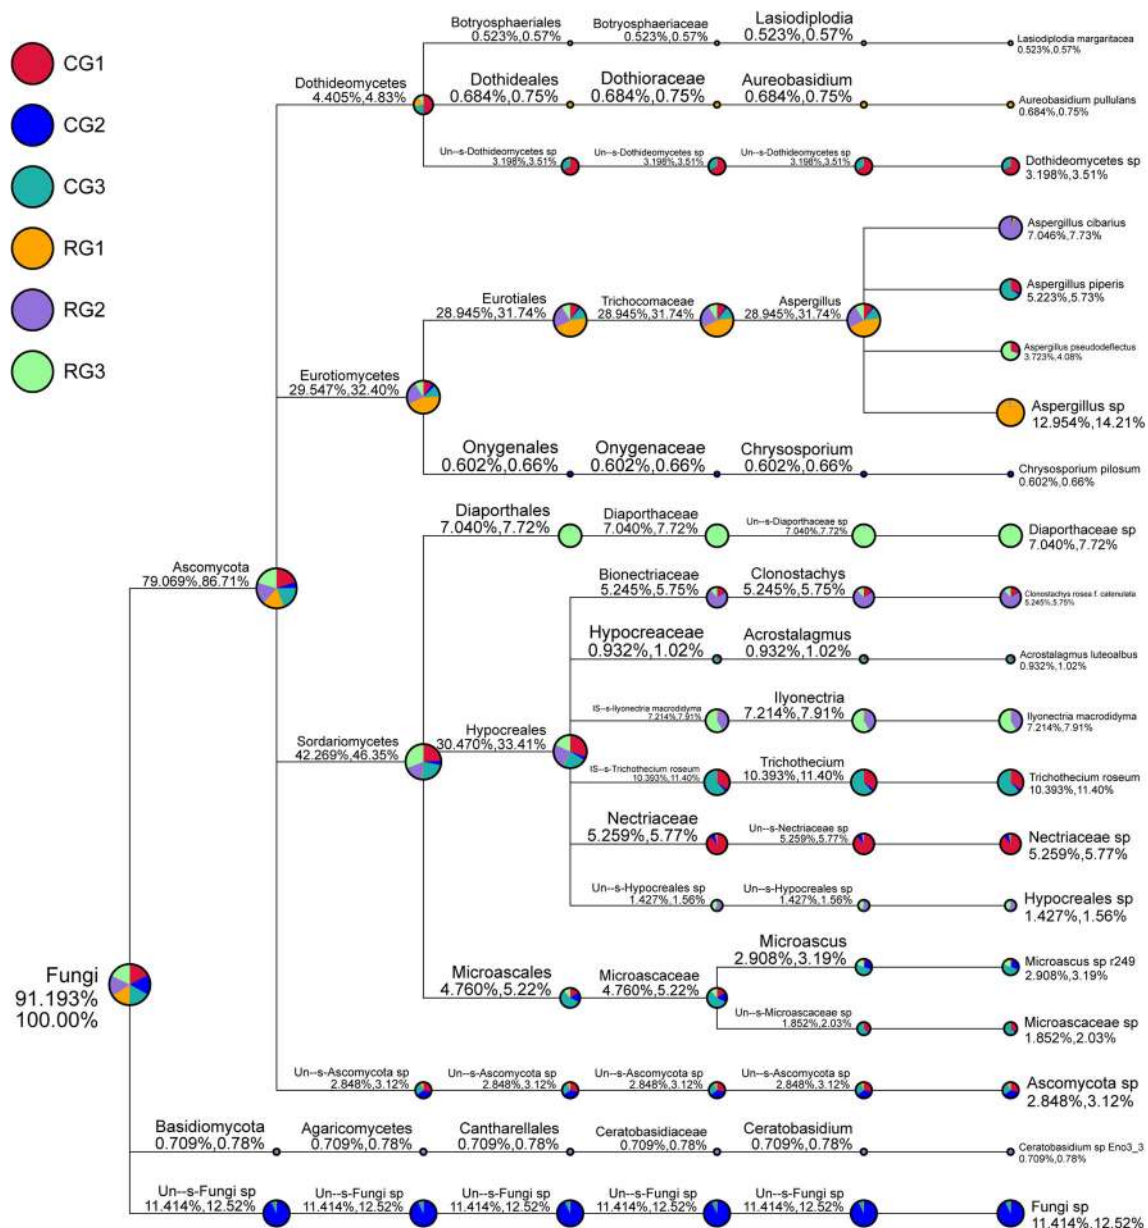 CG1
CG2
CG3
RG1
RG2
RG3
Botryosphaeriales
0.523%,0.57%
Botryosphaeriaceae
0.523%,0.57%
Lasiodiplodia
0.523%,0.57%
Lasiodiplodia margaritacea
0.523%,0.57%
Dothideomycetes
4.405%,4.83%
Dothideales
0.684%,0.75%
Dothioraceae
0.684%,0.75%
Aureobasidium
0.684%,0.75%
Aureobasidium pullulans
0.684%,0.75%
Un--s-Dothideomycetes sp
3.198%,3.51%
Un--s-Dothideomycetes sp
3.198%,3.51%
Un--s-Dothideomycetes sp
3.198%,3.51%
Dothideomycetes sp
3.198%,3.51%
Aspergillus cibarius
7.046%,7.73%
Aspergillus piperis
5.223%,5.73%
Eurotiales
28.945%,31.74%
Trichocomaceae
28.945%,31.74%
Aspergillus
28.945%,31.74%
Aspergillus pseudodeflectus
3.723%,4.08%
Eurotiomycetes
29.547%,32.40%
Aspergillus sp
12.954%,14.21%
Onygenales
0.602%,0.66%
Onygenaceae
0.602%,0.66%
Chrysosporium
0.602%,0.66%
Chrysosporium pilosum
0.602%,0.66%
Diaporthales
7.040%,7.72%
Diaporthaceae
7.040%,7.72%
Un--s-Diaporthaceae sp
7.040%,7.72%
Diaporthaceae sp
7.040%,7.72%
Ascomycota
79.069%,86.71%
Bionectriaceae
5.245%,5.75%
Clonostachys
5.245%,5.75%
Clonostachys rosea f. catenulata
5.245%,5.75%
Hypocreaceae
0.932%,1.02%
Acrostalagmus
0.932%,1.02%
Acrostalagmus luteoalbus
0.932%,1.02%
IS--s-Ilyonectria macrodidyma
7.214%,7.91%
Ilyonectria
7.214%,7.91%
Ilyonectria macrodidyma
7.214%,7.91%
Sordariomycetes
42.269%,46.35%
Hypocreales
30.470%,33.41%
IS--s-Trichothecium roseum
10.393%,11.40%
Trichothecium
10.393%,11.40%
Trichothecium roseum
10.393%,11.40%
Nectriaceae
5.259%,5.77%
Un--s-Nectriaceae sp
5.259%,5.77%
Nectriaceae sp
5.259%,5.77%
Un--s-Hypocreales sp
1.427%,1.56%
Un--s-Hypocreales sp
1.427%,1.56%
Hypocreales sp
1.427%,1.56%
Fungi
91.193%
100.00%
Microascales
4.760%,5.22%
Microascaceae
4.760%,5.22%
Microascus
2.908%,3.19%
Microascus sp r249
2.908%,3.19%
Un--s-Microascaceae sp
1.852%,2.03%
Microascaceae sp
1.852%,2.03%
Un--s-Ascomycota sp
2.848%,3.12%
Un--s-Ascomycota sp
2.848%,3.12%
Un--s-Ascomycota sp
2.848%,3.12%
Un--s-Ascomycota sp
2.848%,3.12%
Ascomycota sp
2.848%,3.12%
Basidiomycota
0.709%,0.78%
Agaricomycetes
0.709%,0.78%
Cantharellales
0.709%,0.78%
Ceratobasidiaceae
0.709%,0.78%
Ceratobasidium
0.709%,0.78%
Ceratobasidium sp Eno3_3
0.709%,0.78%
Un--s-Fungi sp
11.414%,12.52%
Un--s-Fungi sp
11.414%,12.52%
Un--s-Fungi sp
11.414%,12.52%
Un--s-Fungi sp
11.414%,12.52%
Un--s-Fungi sp
11.414%,12.52%
Fungi sp
11.414%,12.52%